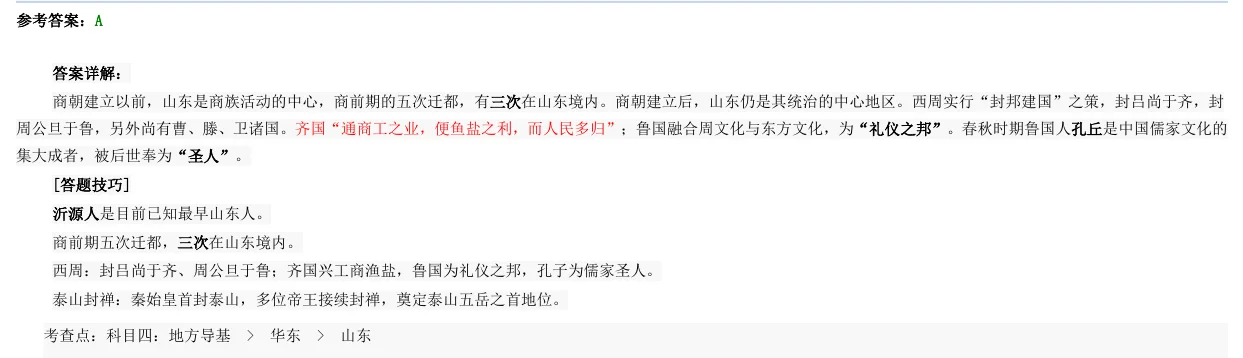 参考答案：A
答案详解：
商朝建立以前，山东是商族活动的中心，商前期的五次迁都，有三次在山东境内。商朝建立后，山东仍是其统治的中心地区。西周实行“封邦建国”之策，封吕尚于齐，封
周公旦于鲁，另外尚有曹、滕、卫诸国。齐国“通商工之业，便鱼盐之利，而人民多归”；鲁国融合周文化与东方文化，为“礼仪之邦”。春秋时期鲁国人孔丘是中国儒家文化的
集大成者，被后世奉为“圣人”。
[答题技巧]
沂源人是目前已知最早山东人。
商前期五次迁都，三次在山东境内。
西周：封吕尚于齐、周公旦于鲁；齐国兴工商渔盐，鲁国为礼仪之邦，孔子为儒家圣人。
泰山封禅：秦始皇首封泰山，多位帝王接续封禅，奠定泰山五岳之首地位。
考查点：科目四：地方导基 > 华东 > 山东